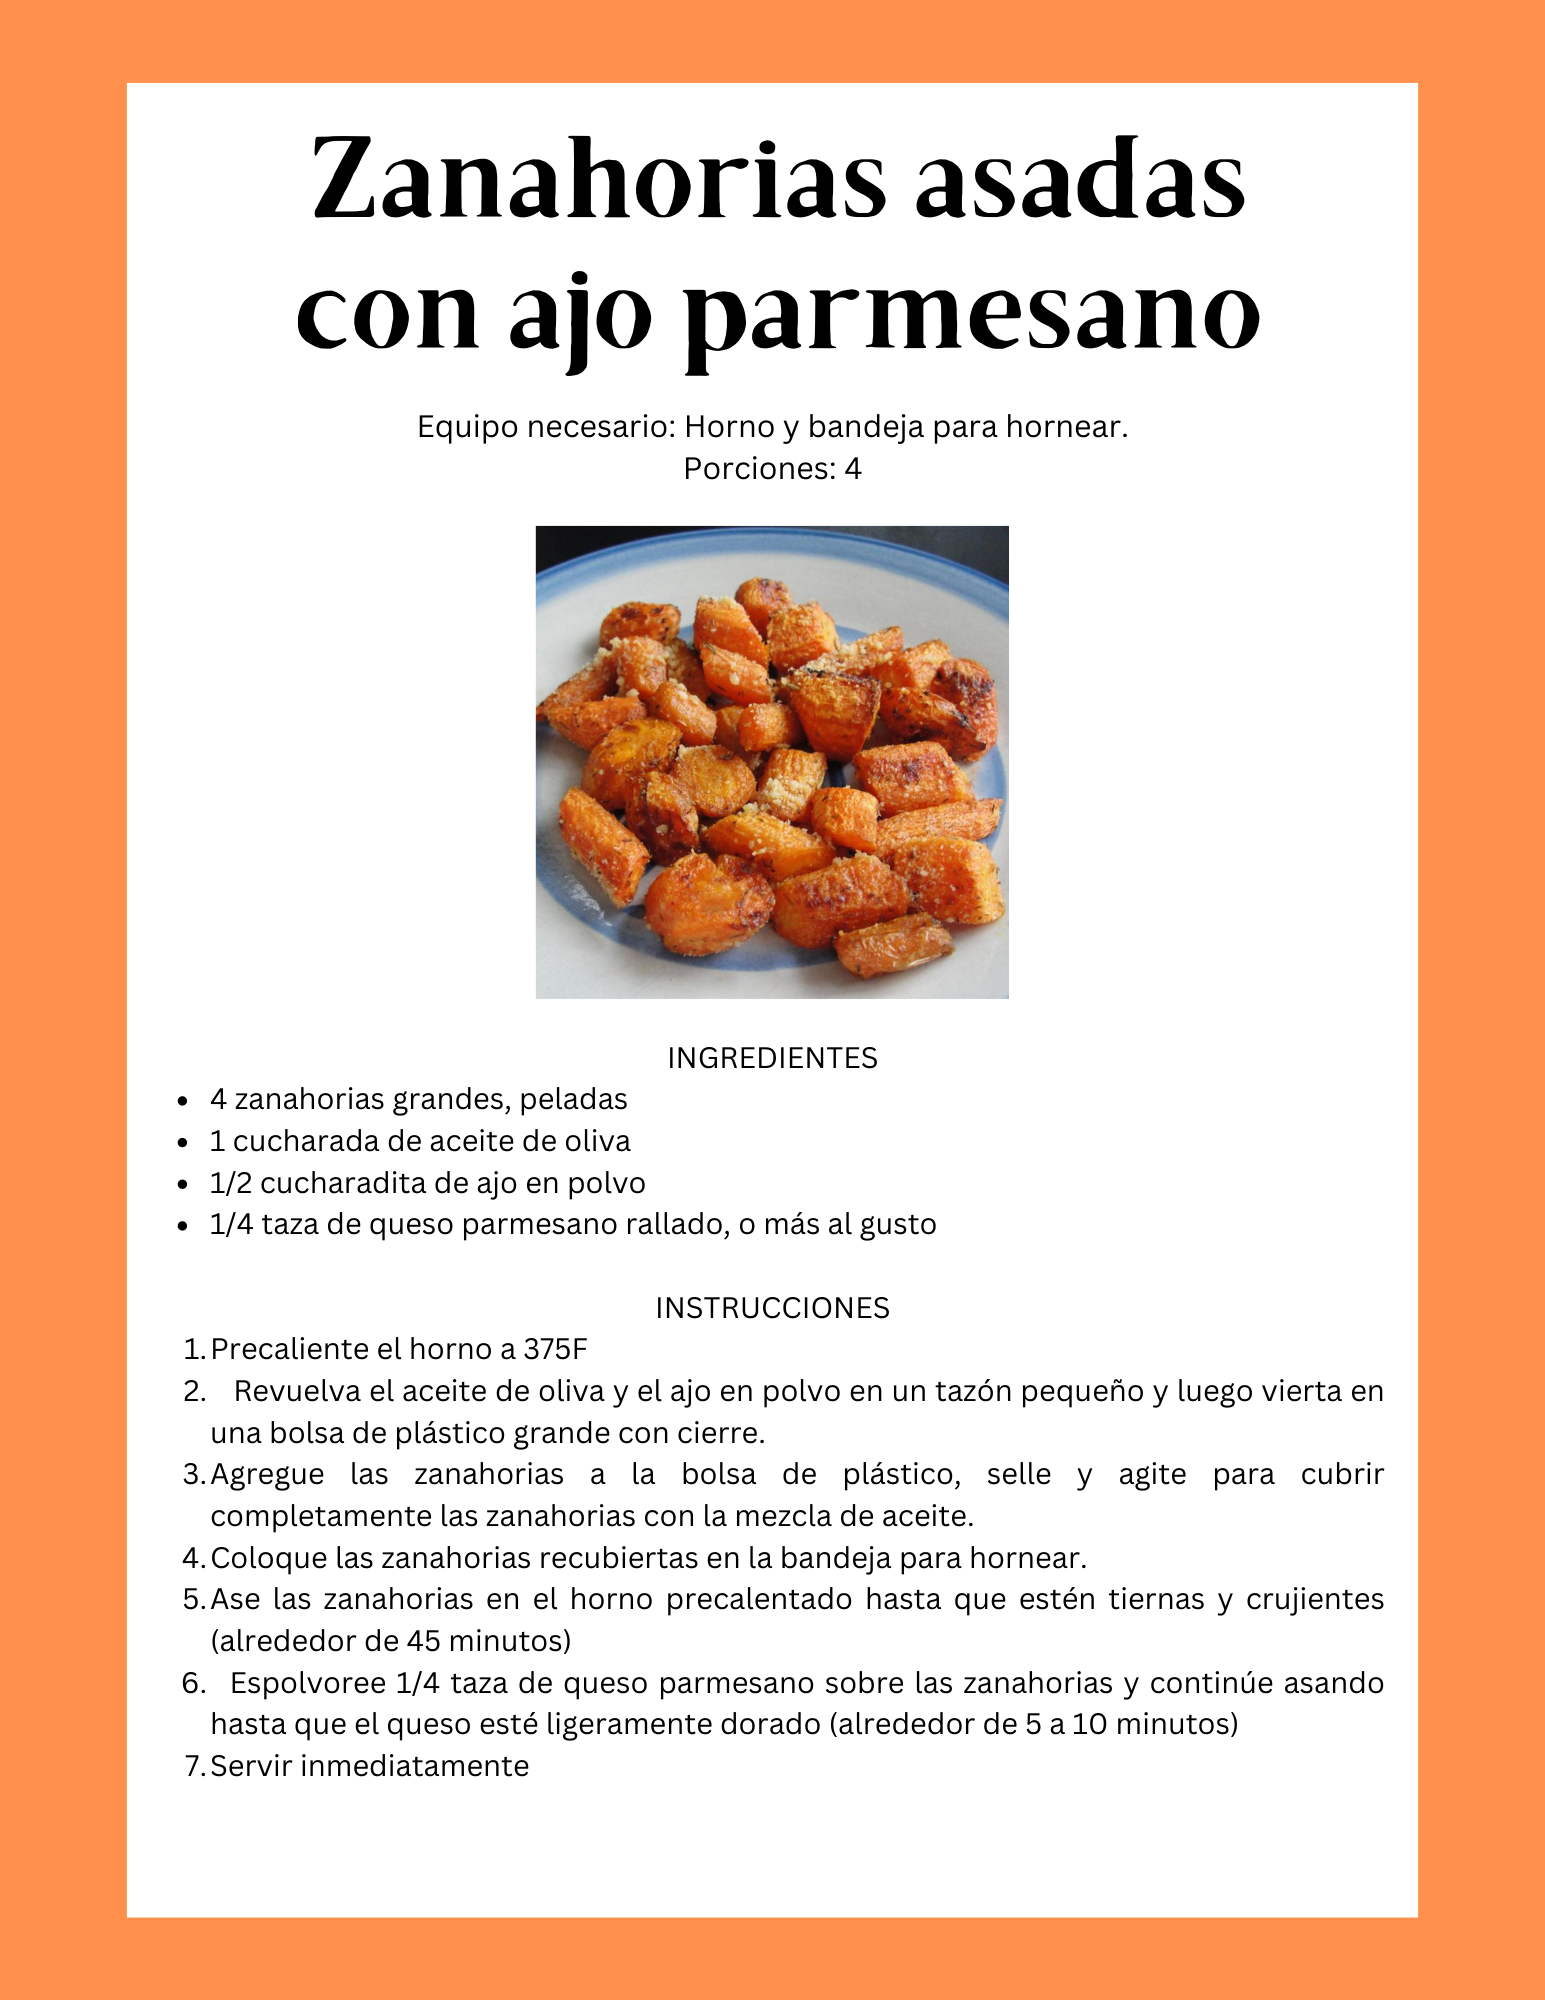 Zanahorias asadas
con ajo parmesano
Equipo necesario: Horno y bandeja para hornear.
Porciones: 4
INGREDIENTES
• 4 zanahorias grandes, peladas
• 1 cucharada de aceite de oliva
• 1/2 cucharadita de ajo en polvo
• 1/4 taza de queso parmesano rallado, o más al gusto
INSTRUCCIONES
1. Precaliente el horno a 375F
2. Revuelva el aceite de oliva y el ajo en polvo en un tazón pequeño y luego vierta en
una bolsa de plástico grande con cierre.
3. Agregue las zanahorias a la bolsa de plástico, selle y agite para cubrir
completamente las zanahorias con la mezcla de aceite.
4. Coloque las zanahorias recubiertas en la bandeja para hornear.
5. Ase las zanahorias en el horno precalentado hasta que estén tiernas y crujientes
(alrededor de 45 minutos)
6. Espolvoree 1/4 taza de queso parmesano sobre las zanahorias y continúe asando
hasta que el queso esté ligeramente dorado (alrededor de 5 a 10 minutos)
7. Servir inmediatamente